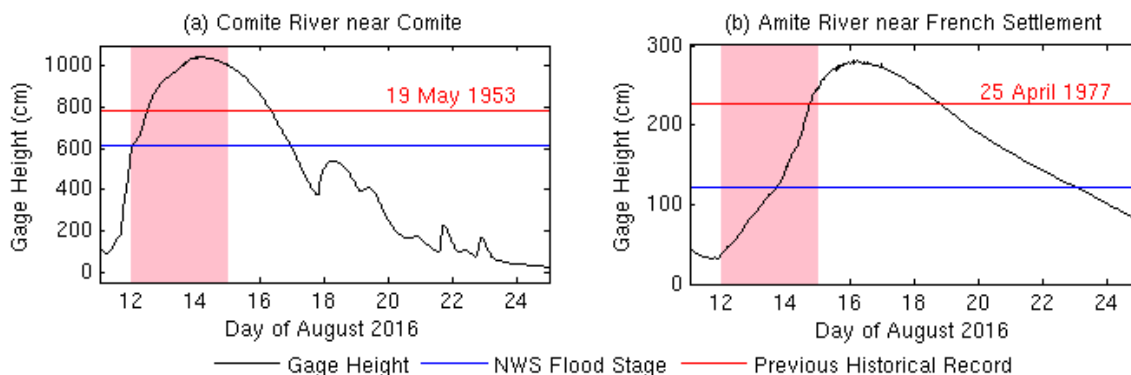 (a) Comite River near Comite
Gage Height (cm)
1000
800
600
400
200
0
19 May 1953
12 14 16 18 20 22 24
Day of August 2016
(b) Amite River near French Settlement
Gage Height (cm)
300
200
100
0
25 April 1977
12 14 16 18 20 22 24
Day of August 2016
Gage Height NWS Flood Stage Previous Historical Record